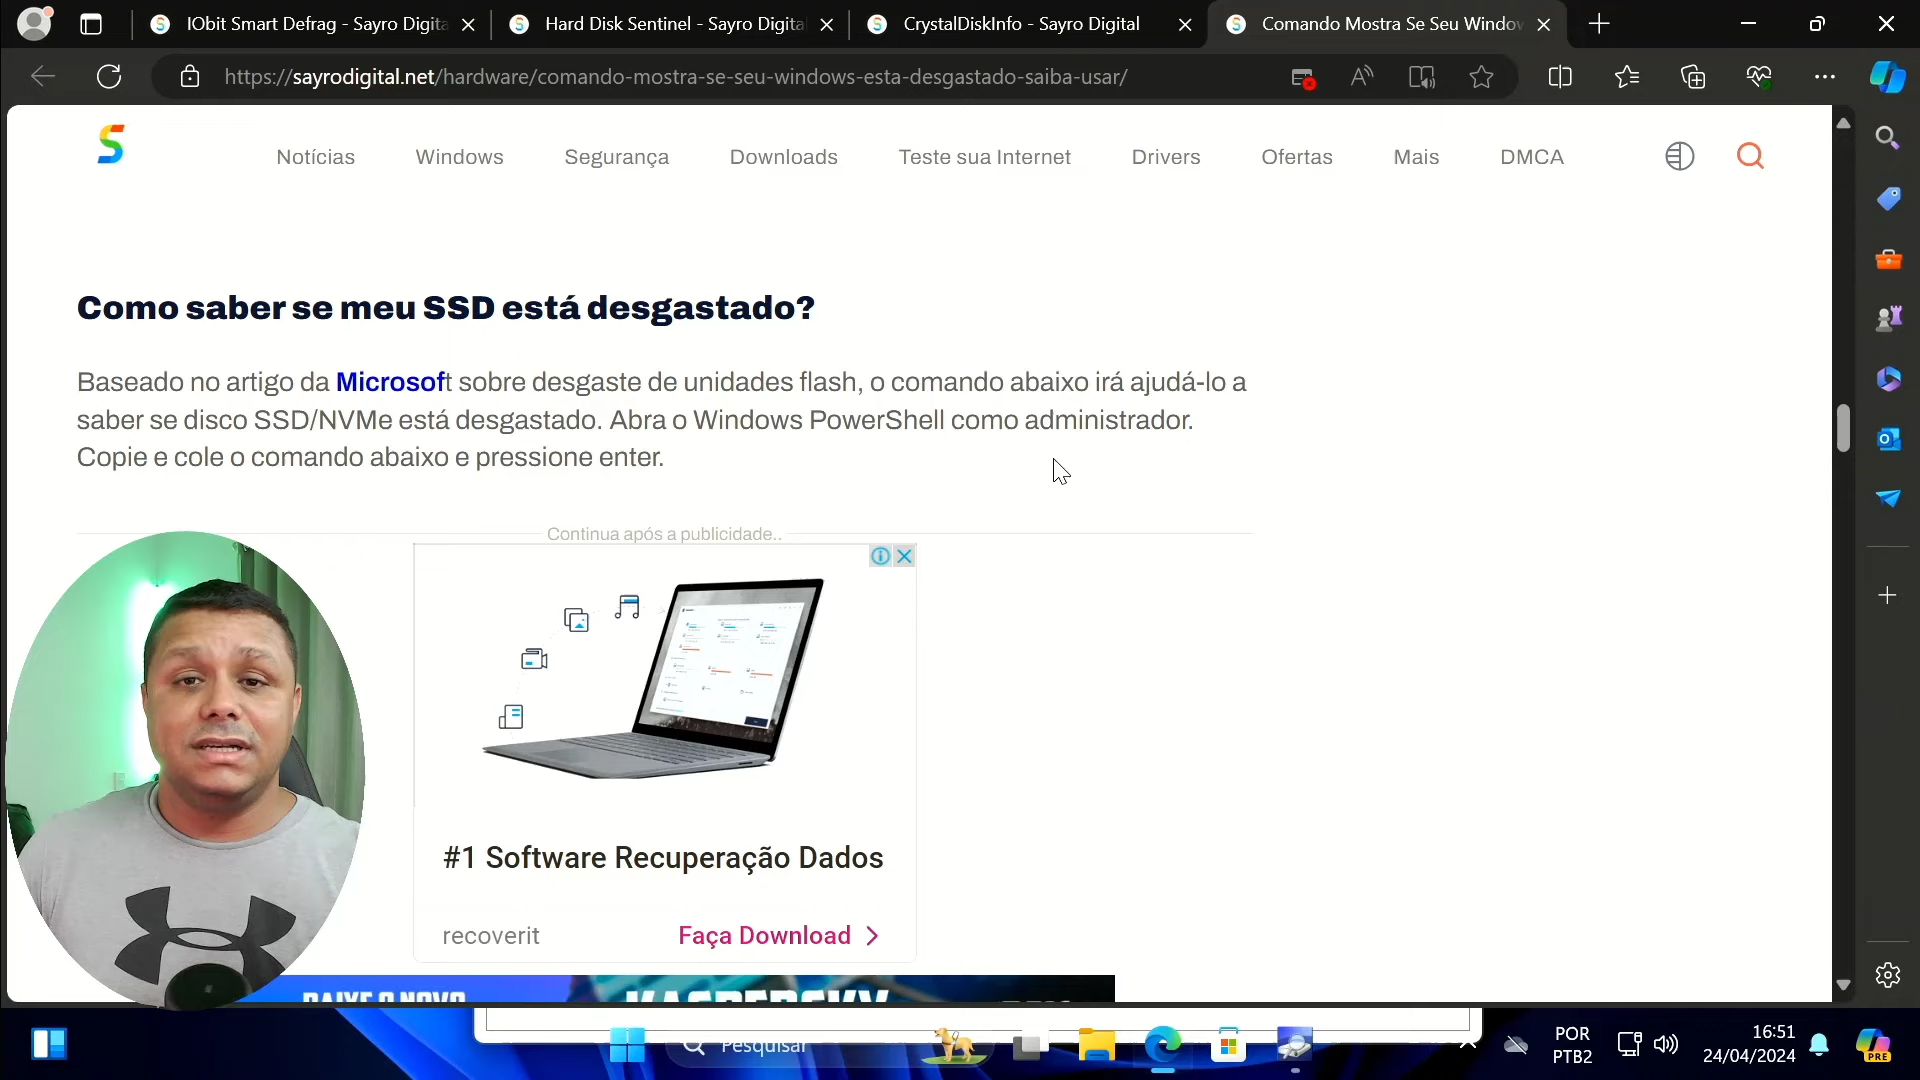 IObit Smart Defrag - Sayro Digita
Hard Disk Sentinel - Sayro Digita
CrystalDiskInfo - Sayro Digital
Comando Mostra Se Seu Window
https://sayrodigital.net/hardware/comando-mostra-se-seu-windows-esta-desgastado-saiba-usar/
Notícias Windows Segurança Downloads Teste sua Internet Drivers Ofertas Mais DMCA
Como saber se meu SSD está desgastado?
Baseado no artigo da Microsoft sobre desgaste de unidades flash, o comando abaixo irá ajudá-lo a
saber se disco SSD/NVMe está desgastado. Abra o Windows PowerShell como administrador.
Copie e cole o comando abaixo e pressione enter.
Continua após a publicidade..
#1 Software Recuperação Dados
recoverit
Faça Download
BAIXE O NOVO
KASPERSKY
Pesquisar
POR
PTB2
16:51
24/04/2024
PRE